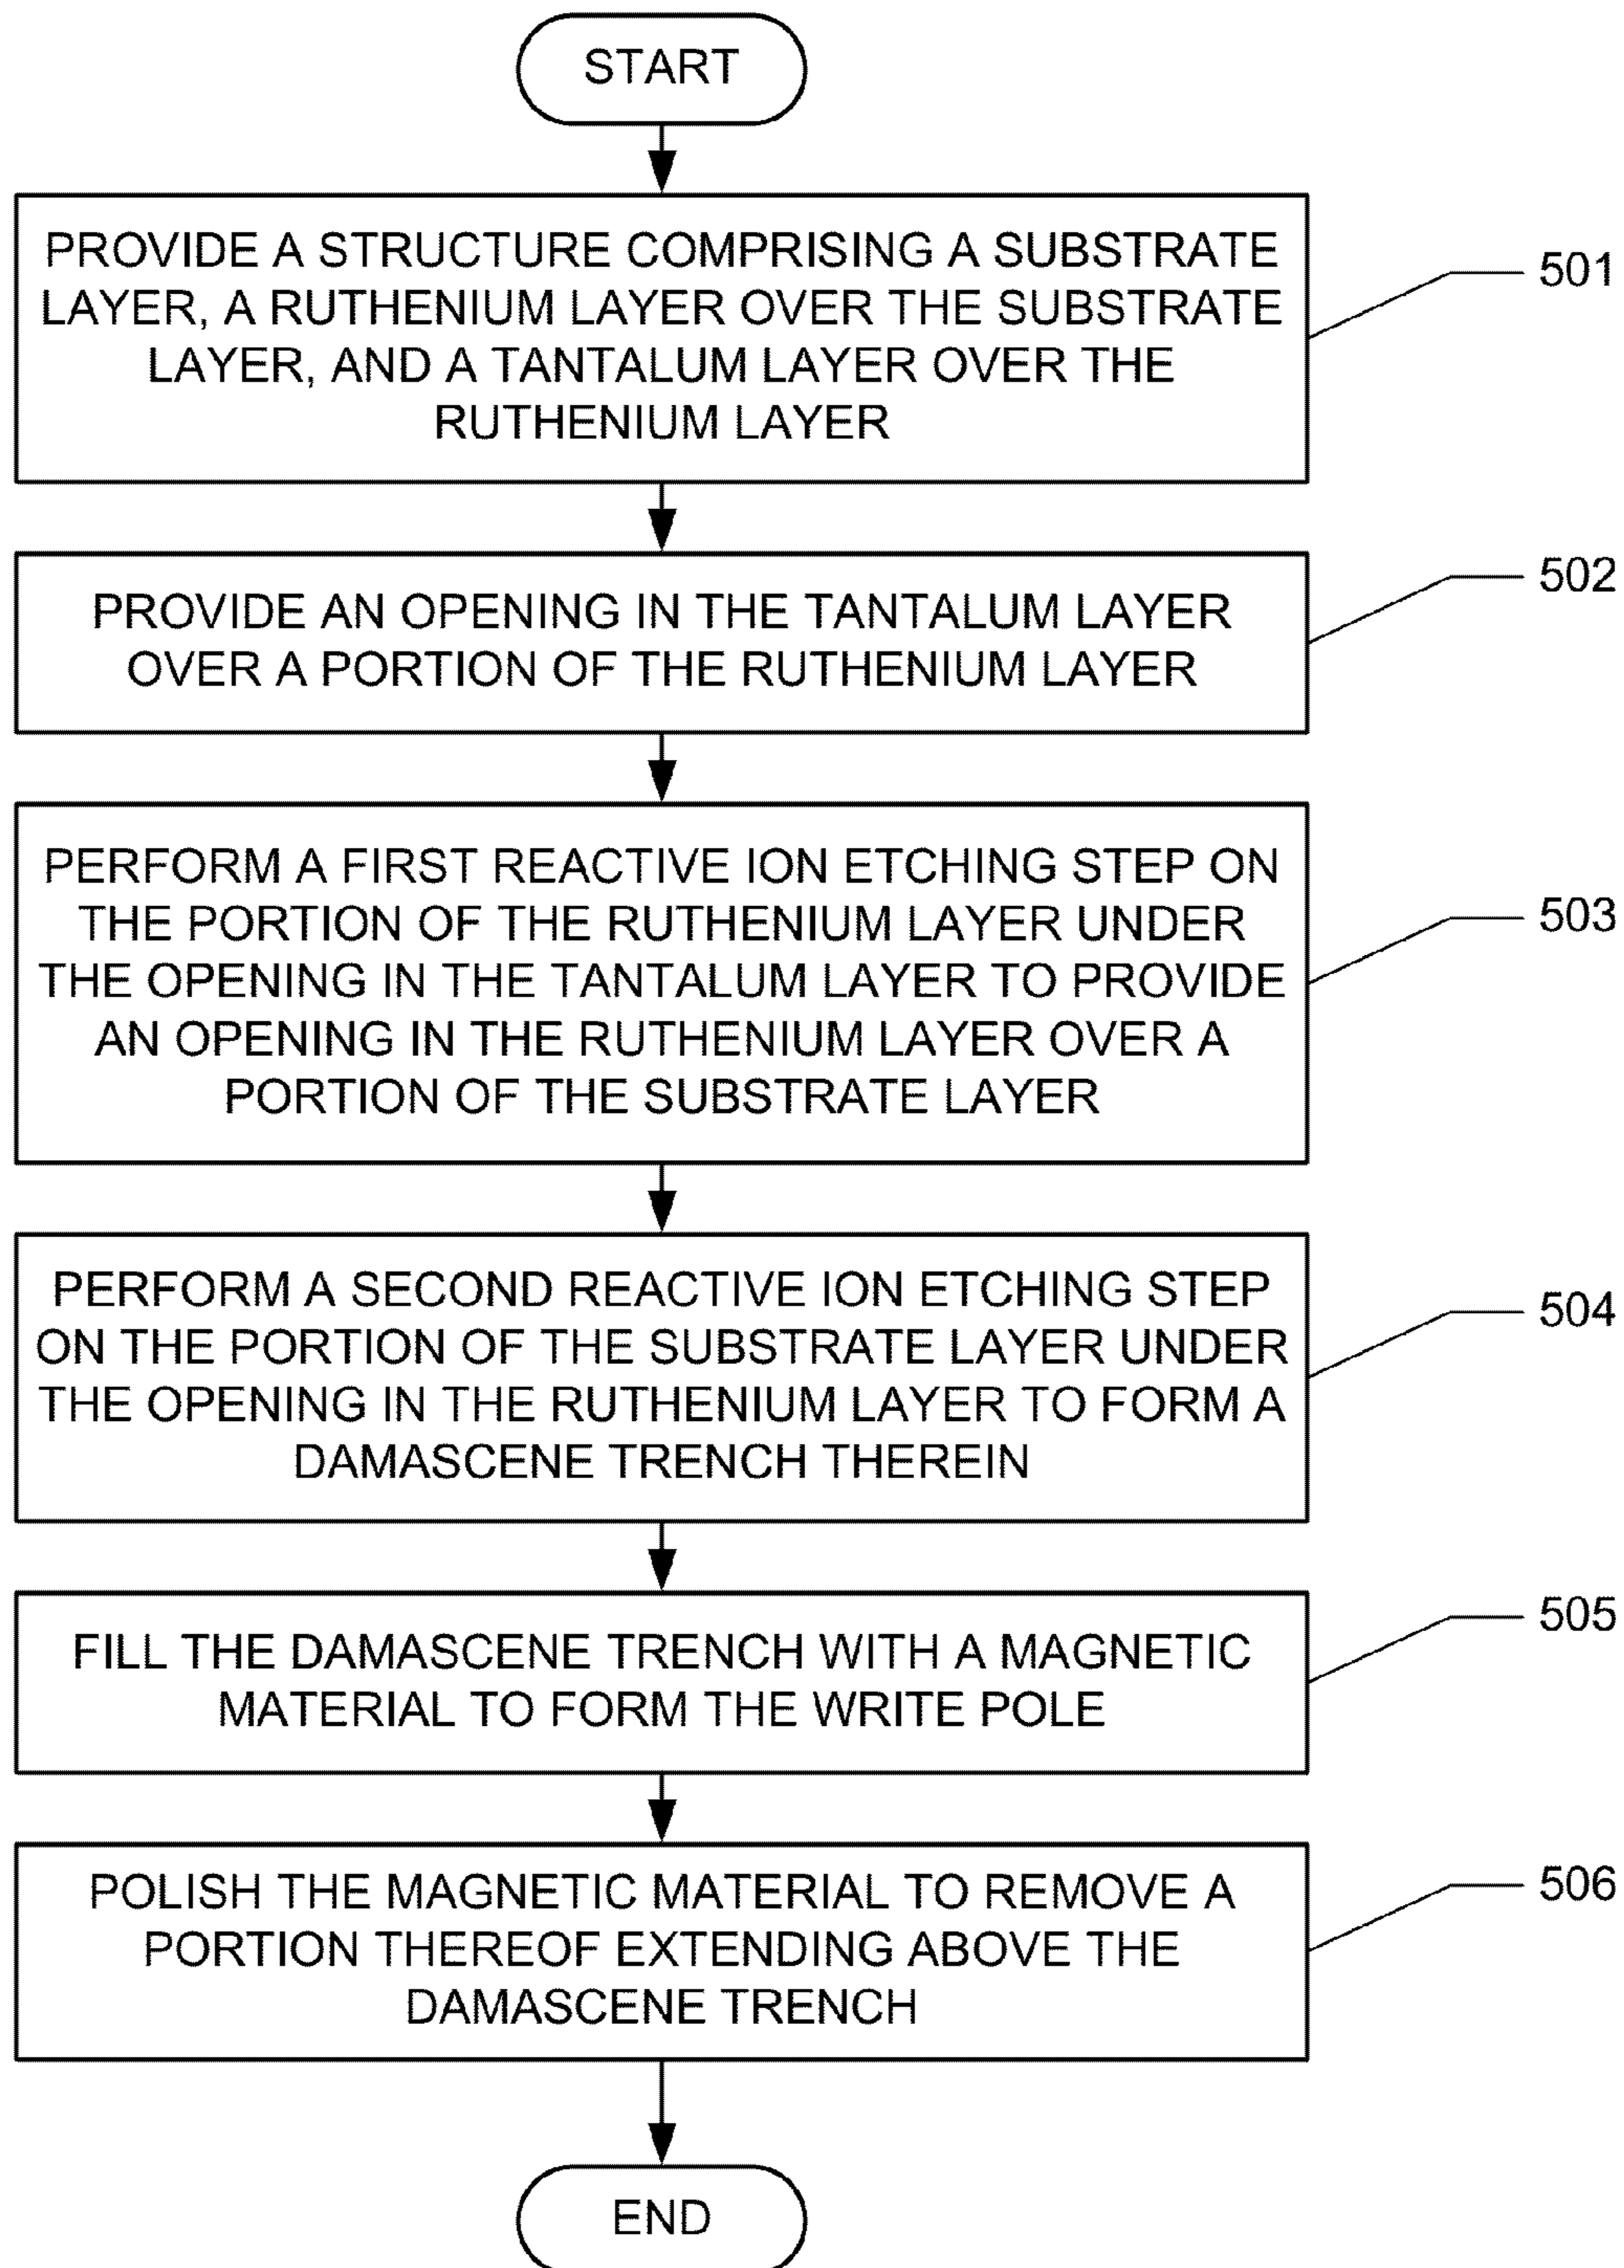 START
PROVIDE A STRUCTURE COMPRISING A SUBSTRATE
LAYER, A RUTHENIUM LAYER OVER THE SUBSTRATE
LAYER, AND A TANTALUM LAYER OVER THE
RUTHENIUM LAYER
501
PROVIDE AN OPENING IN THE TANTALUM LAYER
OVER A PORTION OF THE RUTHENIUM LAYER
502
PERFORM A FIRST REACTIVE ION ETCHING STEP ON
THE PORTION OF THE RUTHENIUM LAYER UNDER
THE OPENING IN THE TANTALUM LAYER TO PROVIDE
AN OPENING IN THE RUTHENIUM LAYER OVER A
PORTION OF THE SUBSTRATE LAYER
503
PERFORM A SECOND REACTIVE ION ETCHING STEP
ON THE PORTION OF THE SUBSTRATE LAYER UNDER
THE OPENING IN THE RUTHENIUM LAYER TO FORM A
DAMASCENE TRENCH THEREIN
504
FILL THE DAMASCENE TRENCH WITH A MAGNETIC
MATERIAL TO FORM THE WRITE POLE
505
POLISH THE MAGNETIC MATERIAL TO REMOVE A
PORTION THEREOF EXTENDING ABOVE THE
DAMASCENE TRENCH
506
END